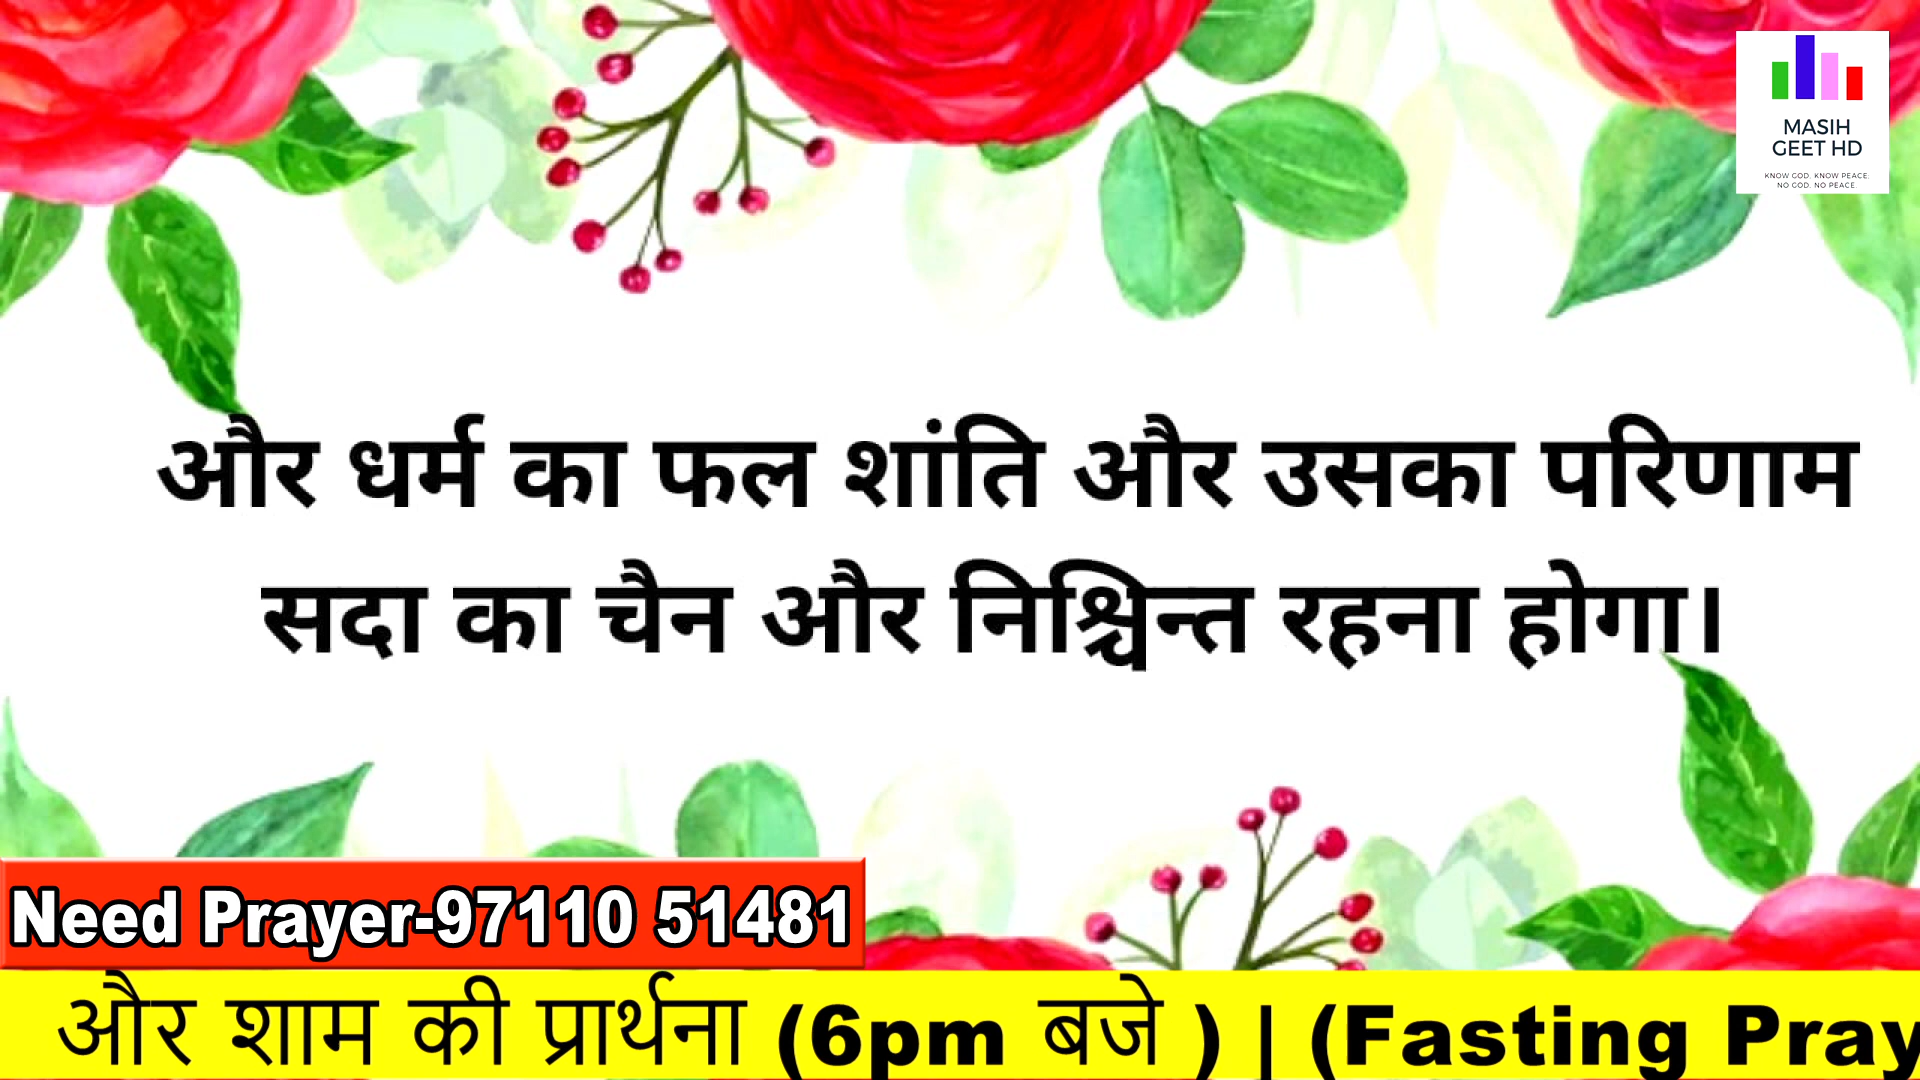 MASIH
GEET HD
KNOW GOD. KNOW PEACE.
NO GOD. NO PEACE.
और धर्म का फल शांति और उसका परिणाम
सदा का चैन और निश्चिन्त रहना होगा।
Need Prayer-97110 51481
और शाम की प्रार्थना (6pm बजे ) | (Fasting Pray